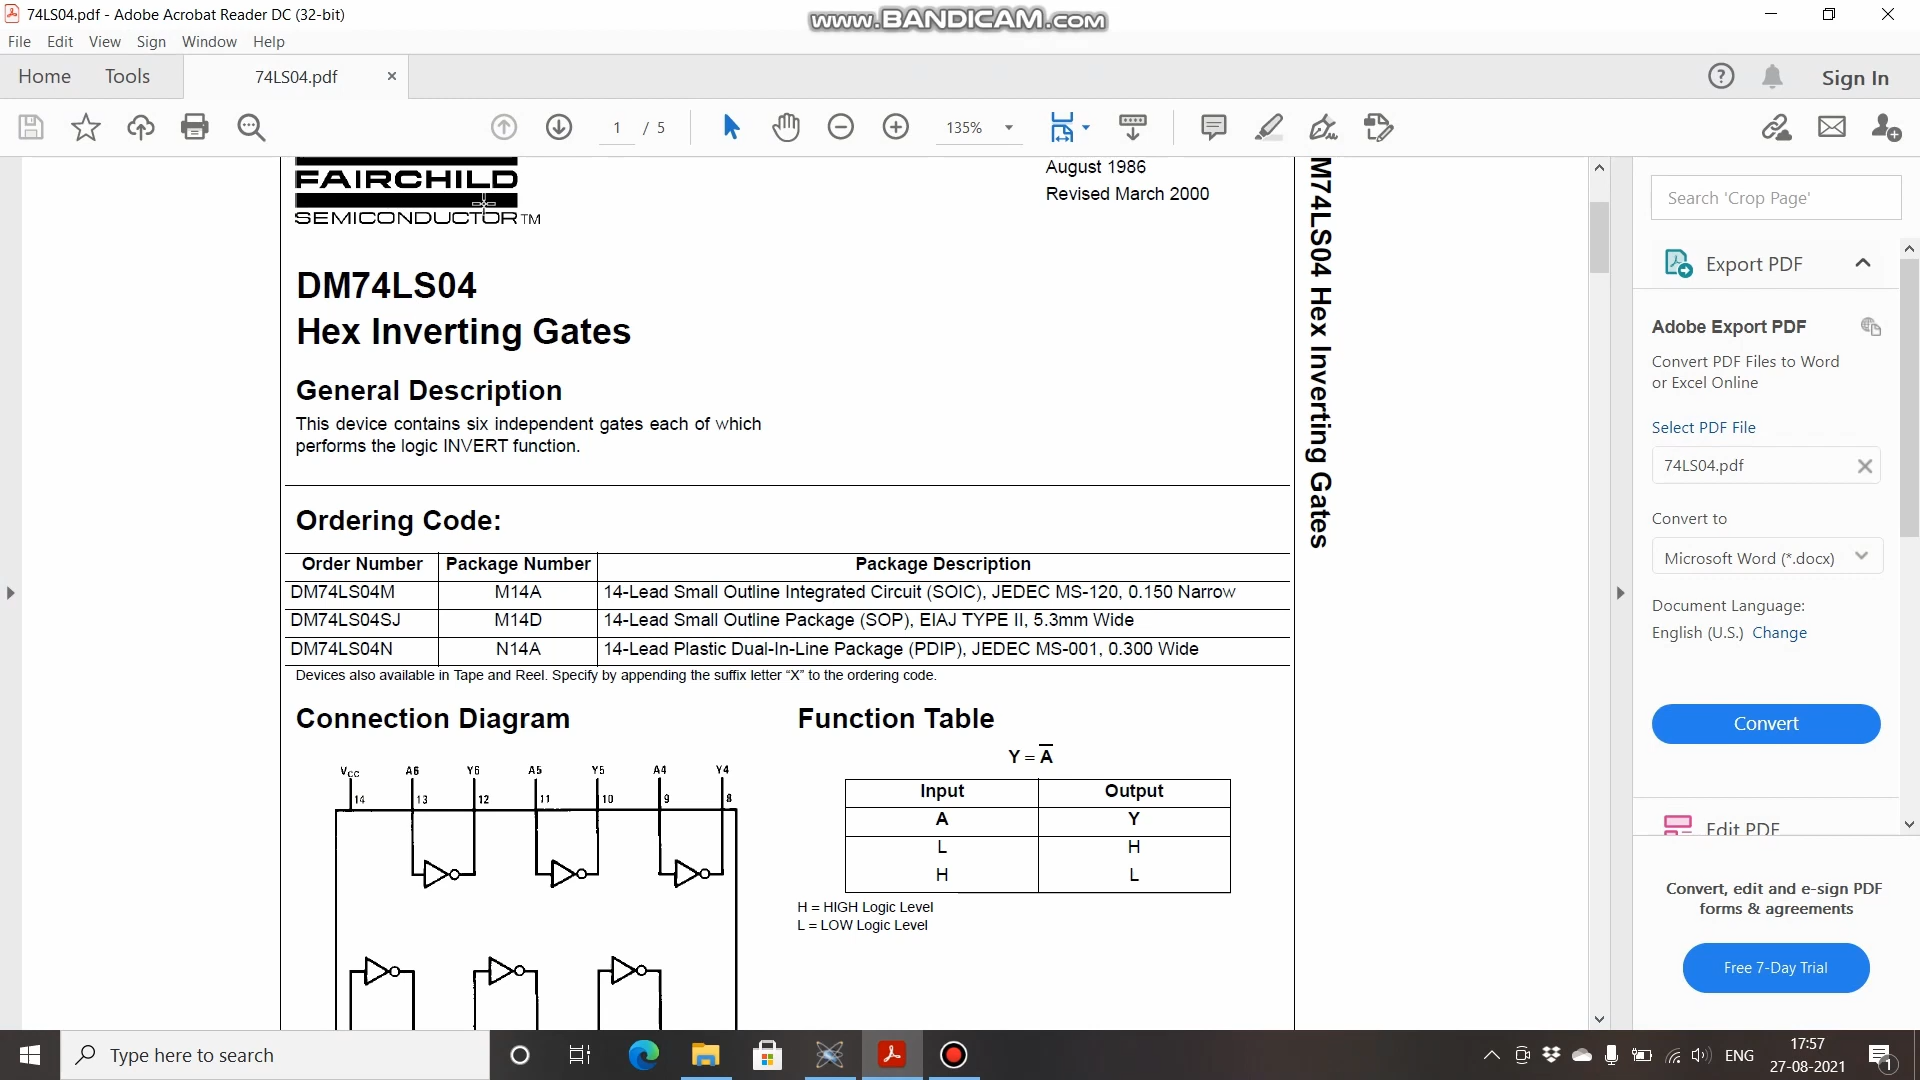 74LS04.pdf - Adobe Acrobat Reader DC (32-bit)
www.BANDICAM.com
File Edit View Sign Window Help
Home Tools 74LS04.pdf × Sign In
1 / 5 135%
FAIRCHILD
SEMICONDUCTOR TM
August 1986
Revised March 2000
M74LS04 Hex Inverting Gates
DM74LS04
Hex Inverting Gates
General Description
This device contains six independent gates each of which
performs the logic INVERT function.
Ordering Code:
Order Number Package Number Package Description
DM74LS04M M14A 14-Lead Small Outline Integrated Circuit (SOIC), JEDEC MS-120, 0.150 Narrow
DM74LS04SJ M14D 14-Lead Small Outline Package (SOP), EIAJ TYPE II, 5.3mm Wide
DM74LS04N N14A 14-Lead Plastic Dual-In-Line Package (PDIP), JEDEC MS-001, 0.300 Wide
Devices also available in Tape and Reel. Specify by appending the suffix letter “X” to the ordering code.
Connection Diagram
VCC A6 Y6 A5 Y5 A4 Y4
14 13 12 11 10 9 8
Function Table
Y = A̅
Input Output
A Y
L H
H L
H = HIGH Logic Level
L = LOW Logic Level
Search 'Crop Page'
Export PDF
Adobe Export PDF
Convert PDF Files to Word
or Excel Online
Select PDF File
74LS04.pdf
Convert to
Microsoft Word (*.docx)
Document Language:
English (U.S.) Change
Convert
Edit PDF
Convert, edit and e-sign PDF
forms & agreements
Free 7-Day Trial
Type here to search
ENG
17:57
27-08-2021
1